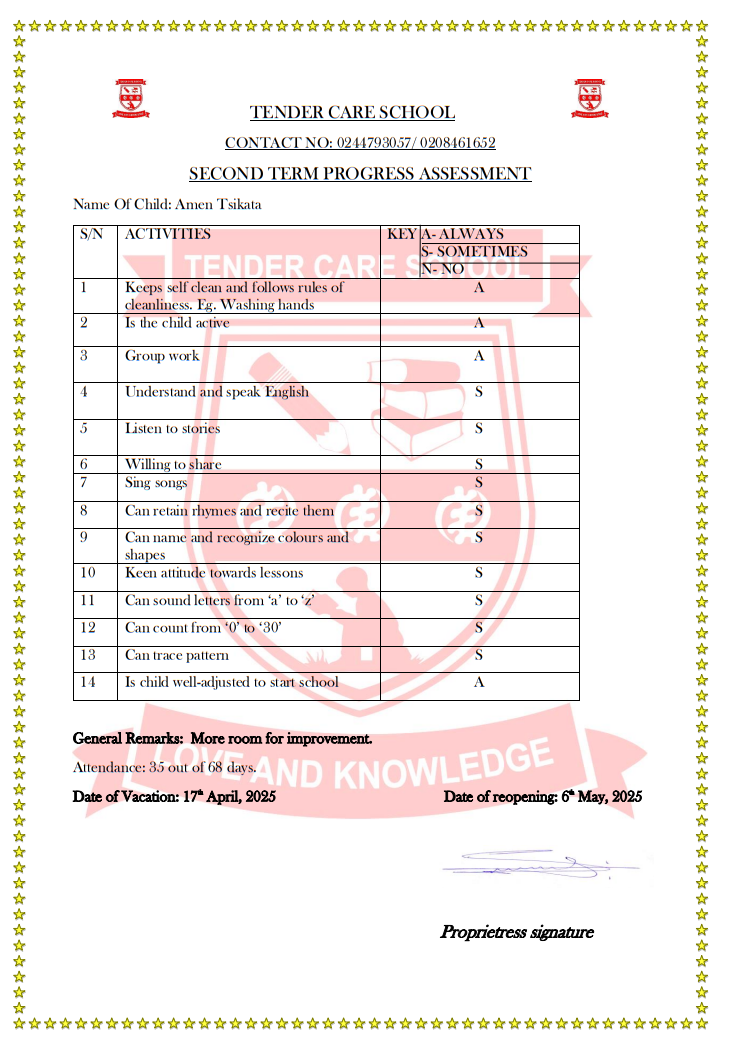 TENDER CARE SCHOOL
CONTACT NO: 0244793057/ 0208461652
SECOND TERM PROGRESS ASSESSMENT
Name Of Child: Amen Tsikata
S/N ACTIVITIES KEY A- ALWAYS
S- SOMETIMES
N- NO
TENDER CARE SCHOOL
1 Keeps self clean and follows rules of A
cleanliness. Eg. Washing hands
2 Is the child active A
3 Group work A
4 Understand and speak English S
5 Listen to stories S
6 Willing to share S
7 Sing songs S
8 Can retain rhymes and recite them S
9 Can name and recognize colours and S
shapes
10 Keen attitude towards lessons S
11 Can sound letters from ‘a’ to ‘z’ S
12 Can count from ‘0’ to ‘30’ S
13 Can trace pattern S
14 Is child well-adjusted to start school A
General Remarks: More room for improvement.
LOVE AND KNOWLEDGE
Attendance: 35 out of 68 days.
Date of Vacation: 17th April, 2025 Date of reopening: 6th May, 2025
Proprietress signature